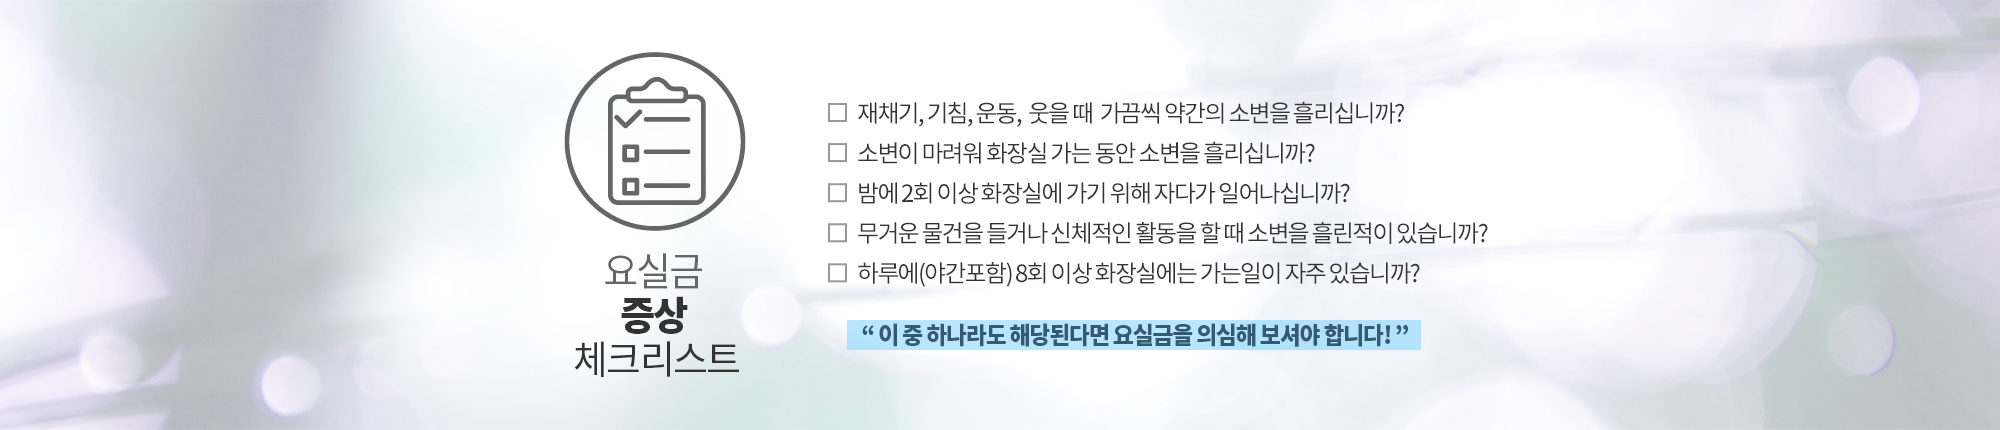 요실금
증상
체크리스트
재채기, 기침, 운동, 웃을 때 가끔씩 약간의 소변을 흘리십니까?
소변이 마려워 화장실 가는 동안 소변을 흘리십니까?
밤에 2회 이상 화장실에 가기 위해 자다가 일어나십니까?
무거운 물건을 들거나 신체적인 활동을 할 때 소변을 흘린적이 있습니까?
하루에(야간포함) 8회 이상 화장실에는 가는일이 자주 있습니까?
“ 이 중 하나라도 해당된다면 요실금을 의심해 보셔야 합니다! ”